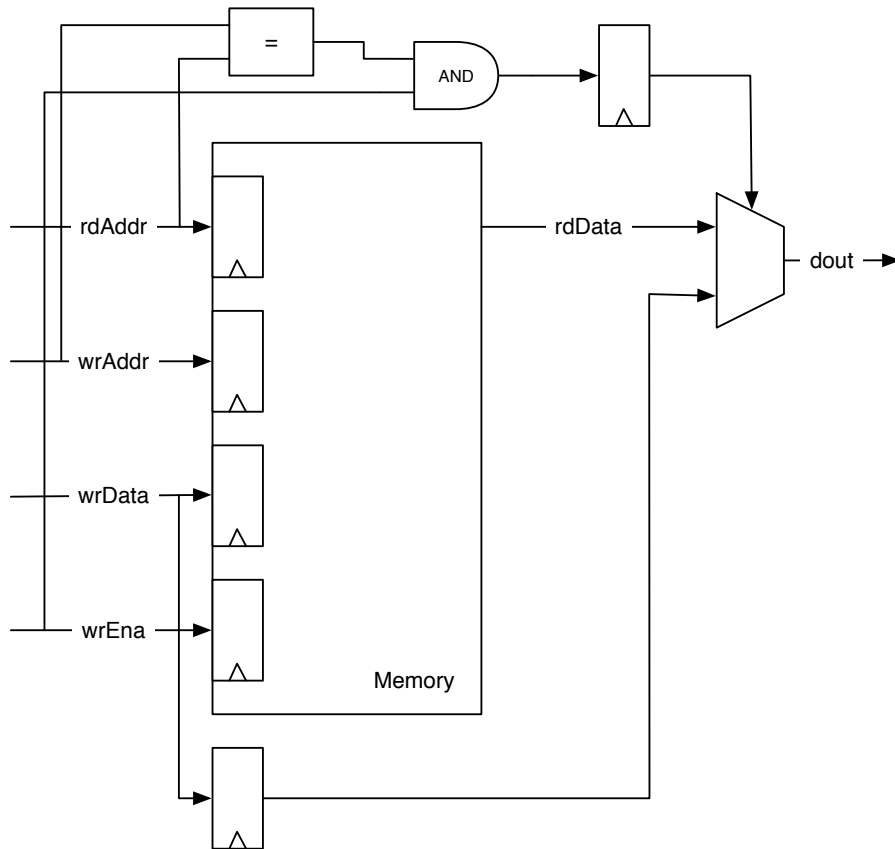 =
AND
rdAddr
rdData
dout
wrAddr
wrData
wrEna
Memory